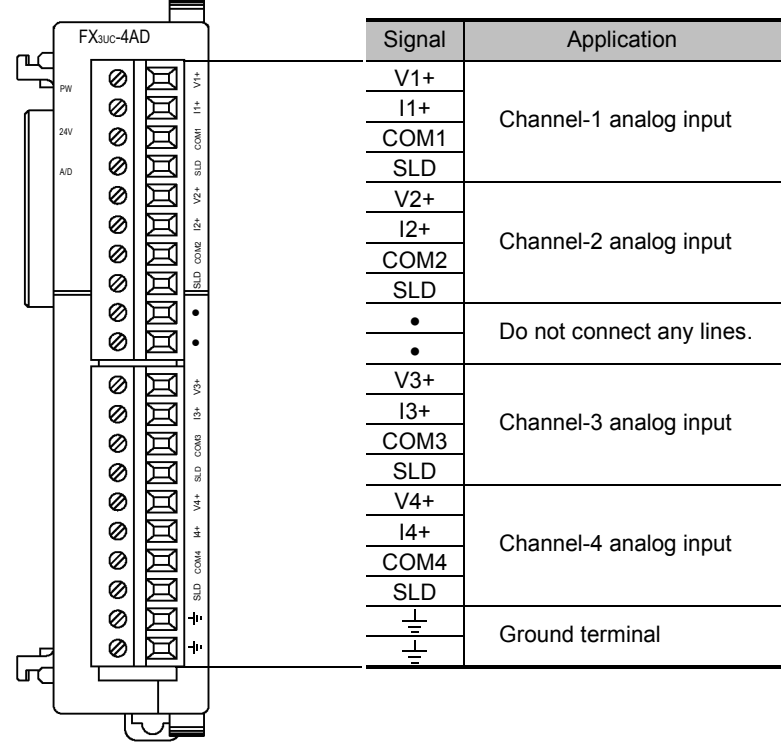 FX3UC-4AD
PW
24V
A/D
V1+
I1+
COM1
SLD
V2+
I2+
COM2
SLD
•
•
V3+
I3+
COM3
SLD
V4+
I4+
COM4
SLD
Signal Application
V1+
I1+
COM1
SLD
Channel-1 analog input
V2+
I2+
COM2
SLD
Channel-2 analog input
•
•
Do not connect any lines.
V3+
I3+
COM3
SLD
Channel-3 analog input
V4+
I4+
COM4
SLD
Channel-4 analog input
Ground terminal